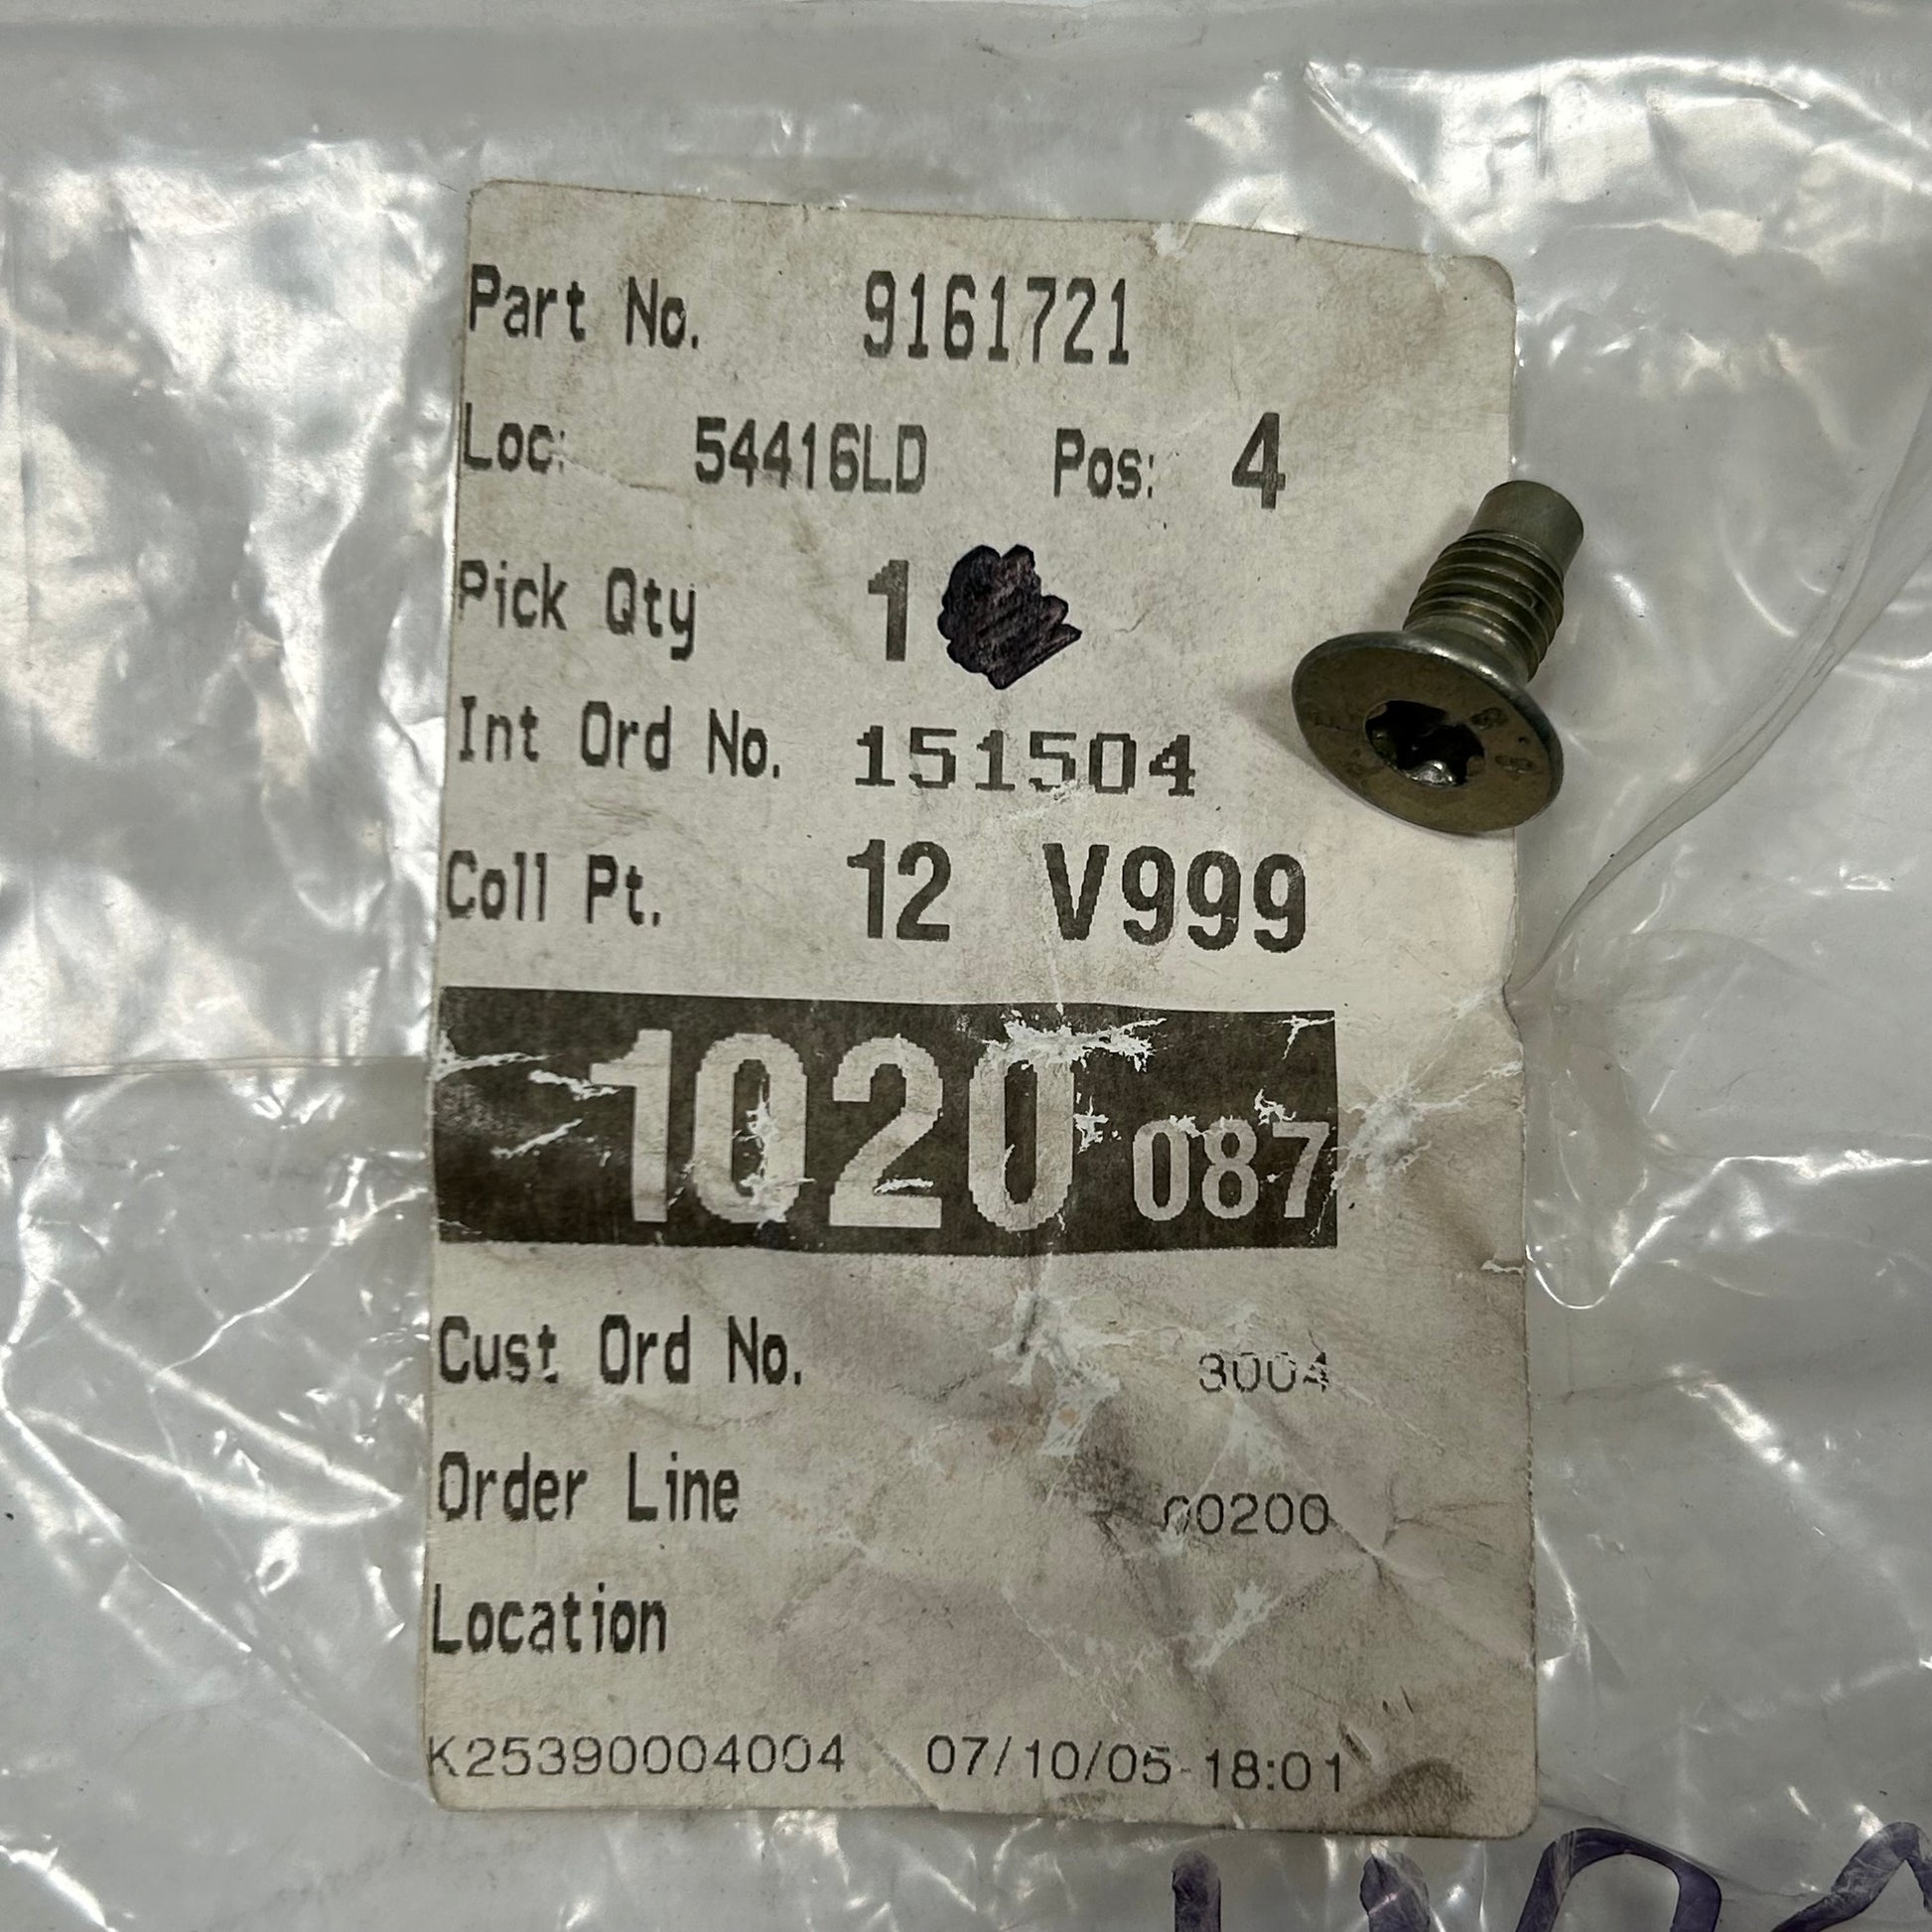 Part No. 9161721
Loc: 54416LD Pos: 4
Pick Qty 1
Int Ord No. 151504
Coll Pt. 12 V999
1020 087
Cust Ord No. 3004
Order Line 00200
Location
K25390004004 07/10/05-18:01